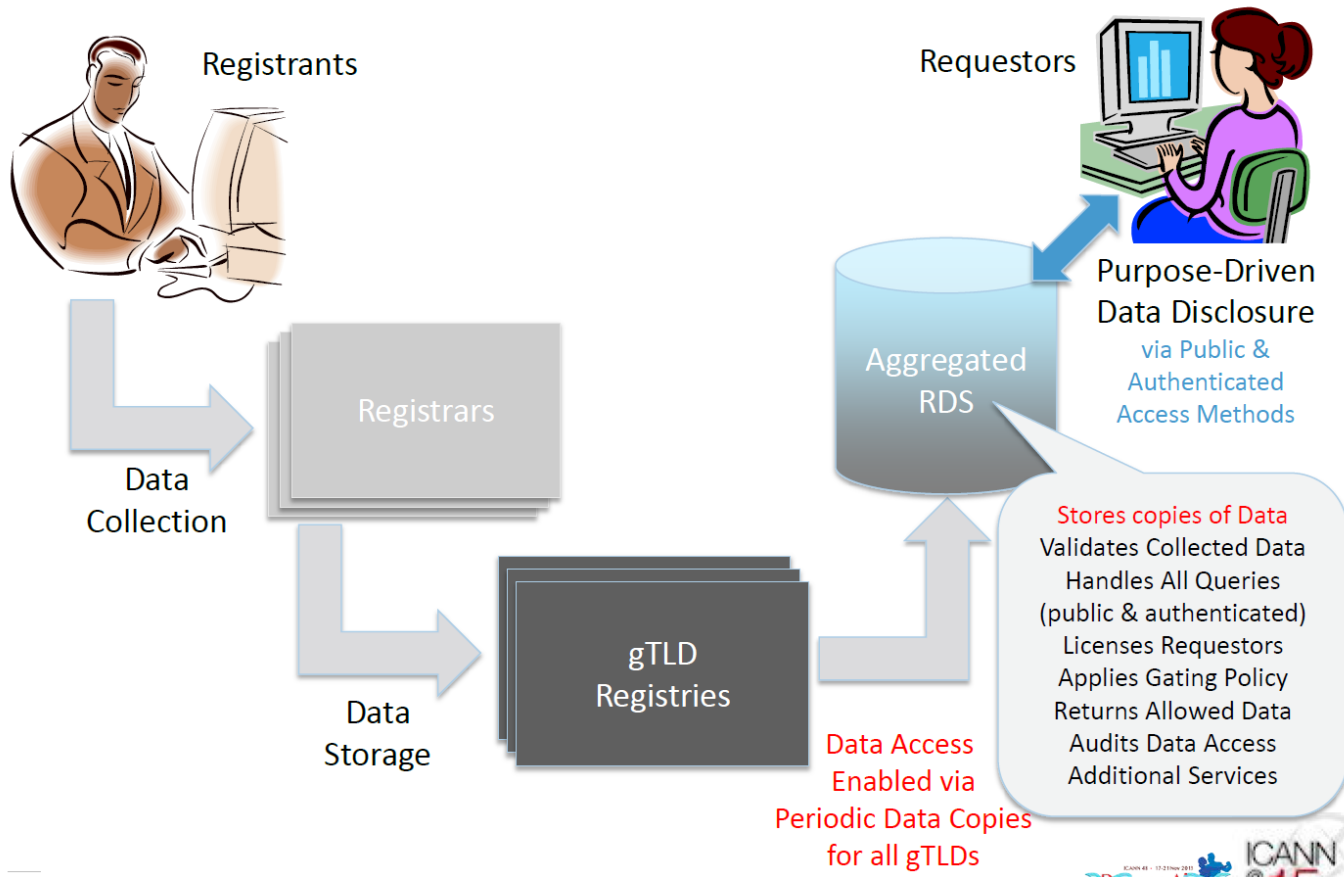 Registrants
Requestors
Purpose-Driven
Data Disclosure
via Public &
Authenticated
Access Methods
Aggregated
RDS
Registrars
Data
Collection
Stores copies of Data
Validates Collected Data
Handles All Queries
(public & authenticated)
Licenses Requestors
Applies Gating Policy
Returns Allowed Data
Audits Data Access
Additional Services
gTLD
Registries
Data
Storage
Data Access
Enabled via
Periodic Data Copies
for all gTLDs
ICANN